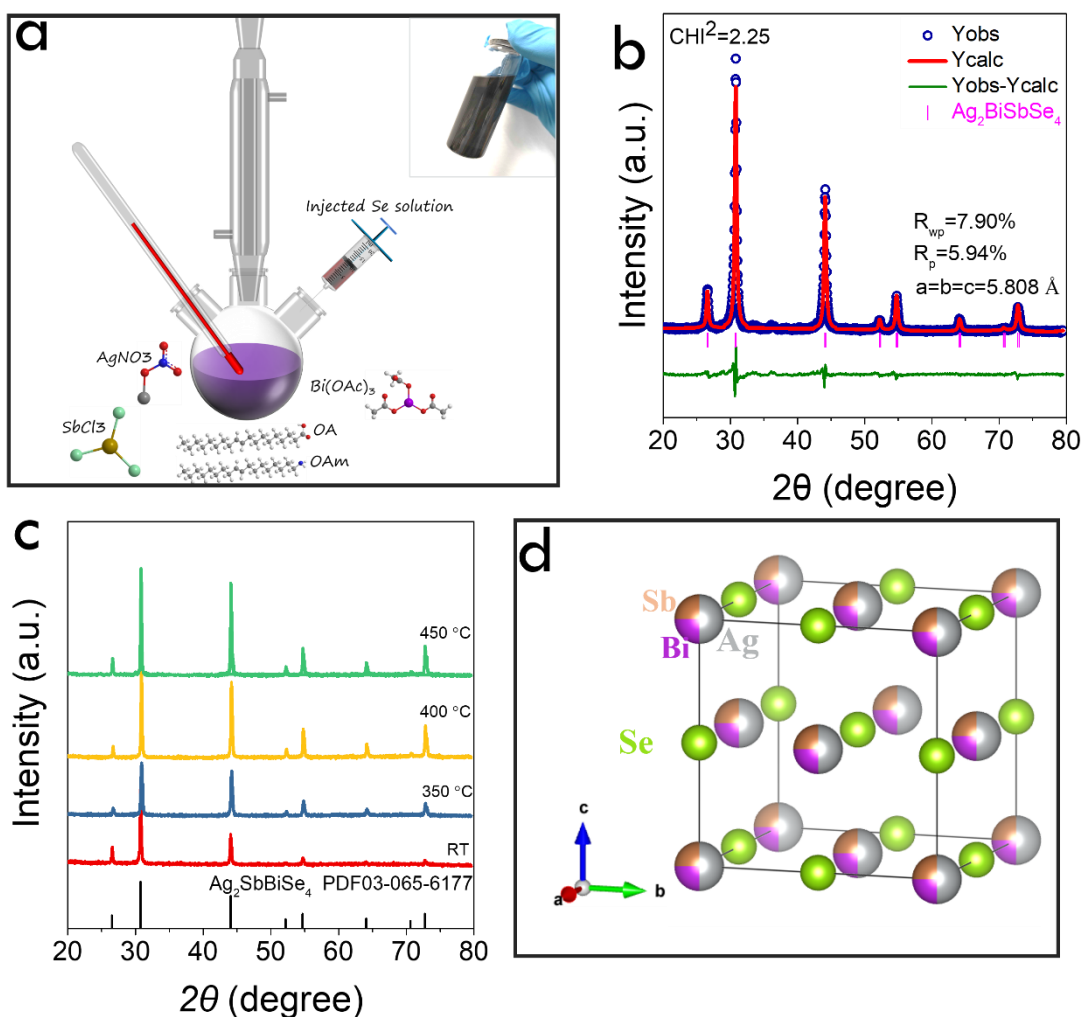 a
Injected Se solution
AgNO3
Bi(OAc)₃
SbCl3
OA
OAm
b
CHI²=2.25
Yobs
Ycalc
Yobs-Ycalc
Ag₂BiSbSe₄
R_wp=7.90%
R_p=5.94%
a=b=c=5.808 Å
Intensity (a.u.)
20 30 40 50 60 70 80
2θ (degree)
c
450 °C
400 °C
350 °C
RT
Ag₂SbBiSe₄ PDF03-065-6177
Intensity (a.u.)
20 30 40 50 60 70 80
2θ (degree)
d
Sb
Bi Ag
Se
c
a b